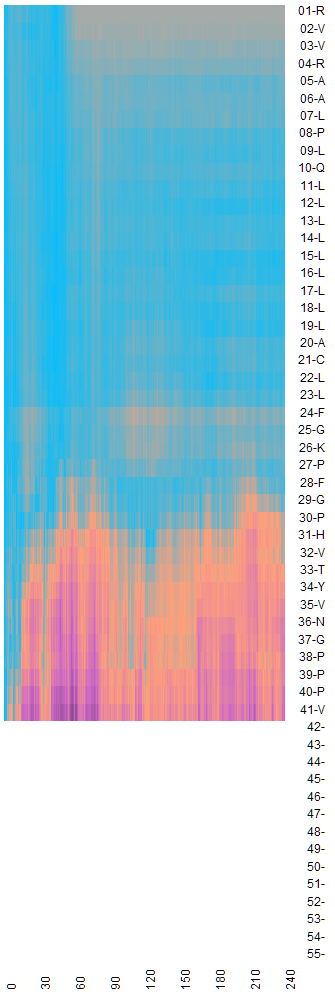 01-R
02-V
03-V
04-R
05-A
06-A
07-L
08-P
09-L
10-Q
11-L
12-L
13-L
14-L
15-L
16-L
17-L
18-L
19-L
20-A
21-C
22-L
23-L
24-F
25-G
26-K
27-P
28-F
29-G
30-P
31-H
32-V
33-T
34-Y
35-V
36-N
37-G
38-P
39-P
40-P
41-V
42-
43-
44-
45-
46-
47-
48-
49-
50-
51-
52-
53-
54-
55-
0 30 60 90 120 150 180 210 240